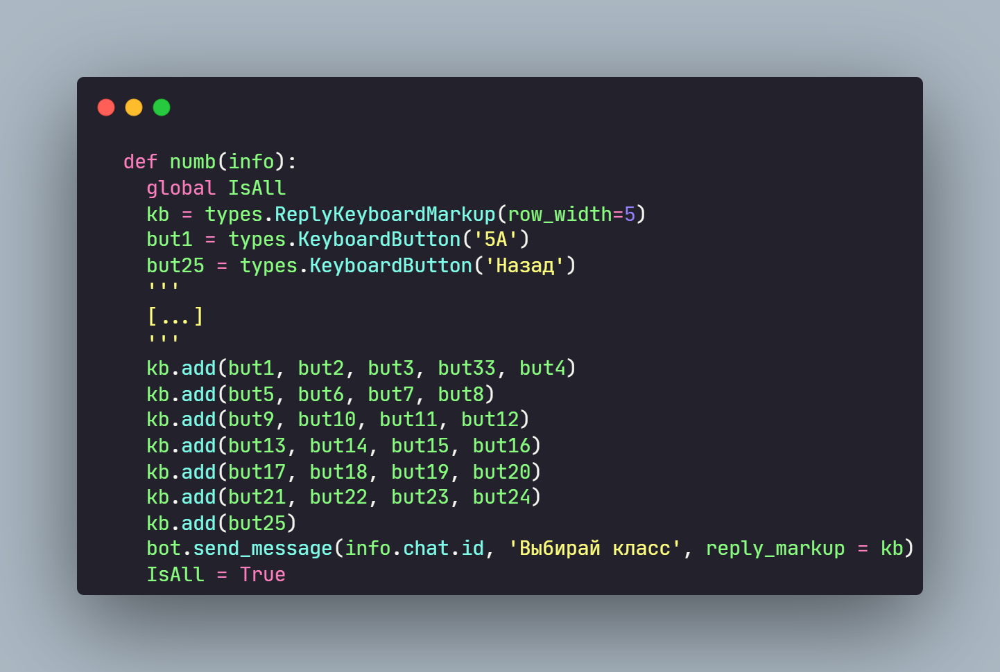 def numb(info):
  global IsAll
  kb = types.ReplyKeyboardMarkup(row_width=5)
  but1 = types.KeyboardButton('5А')
  but25 = types.KeyboardButton('Назад')
  '''
  [...]
  '''
  kb.add(but1, but2, but3, but33, but4)
  kb.add(but5, but6, but7, but8)
  kb.add(but9, but10, but11, but12)
  kb.add(but13, but14, but15, but16)
  kb.add(but17, but18, but19, but20)
  kb.add(but21, but22, but23, but24)
  kb.add(but25)
  bot.send_message(info.chat.id, 'Выбирай класс', reply_markup = kb)
  IsAll = True